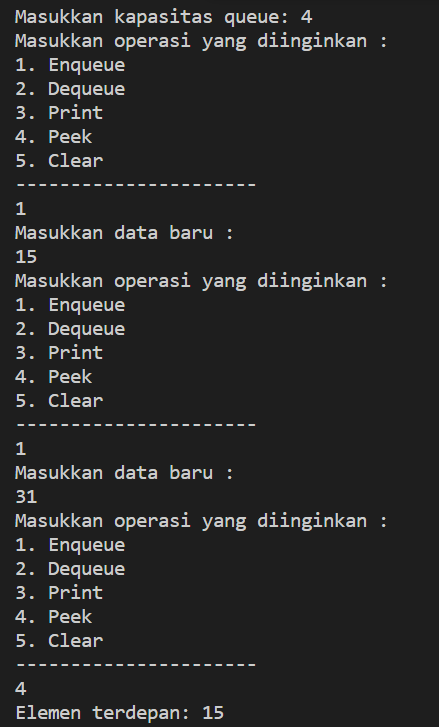 Masukkan kapasitas queue: 4
Masukkan operasi yang diinginkan :
1. Enqueue
2. Dequeue
3. Print
4. Peek
5. Clear
----------------------
1
Masukkan data baru :
15
Masukkan operasi yang diinginkan :
1. Enqueue
2. Dequeue
3. Print
4. Peek
5. Clear
----------------------
1
Masukkan data baru :
31
Masukkan operasi yang diinginkan :
1. Enqueue
2. Dequeue
3. Print
4. Peek
5. Clear
----------------------
4
Elemen terdepan: 15